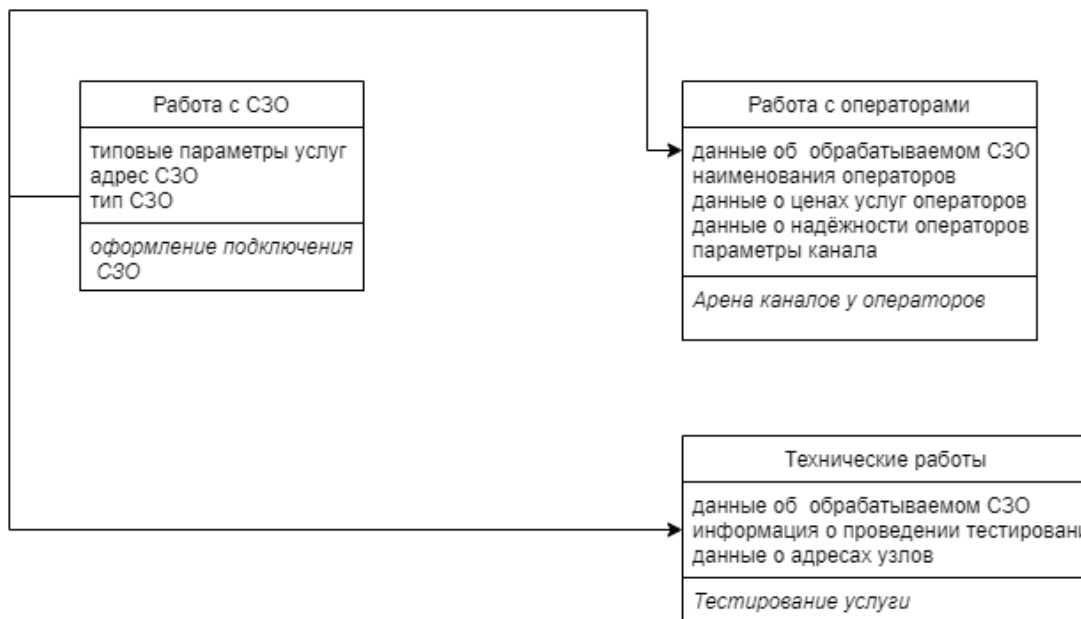 Работа с СЗО
типовые параметры услуг
адрес СЗО
тип СЗО
оформление подключения
СЗО
Работа с операторами
данные об обрабатываемом СЗО
наименования операторов
данные о ценах услуг операторов
данные о надёжности операторов
параметры канала
Арена каналов у операторов
Технические работы
данные об обрабатываемом СЗО
информация о проведении тестировани
данные о адресах узлов
Тестирование услуги